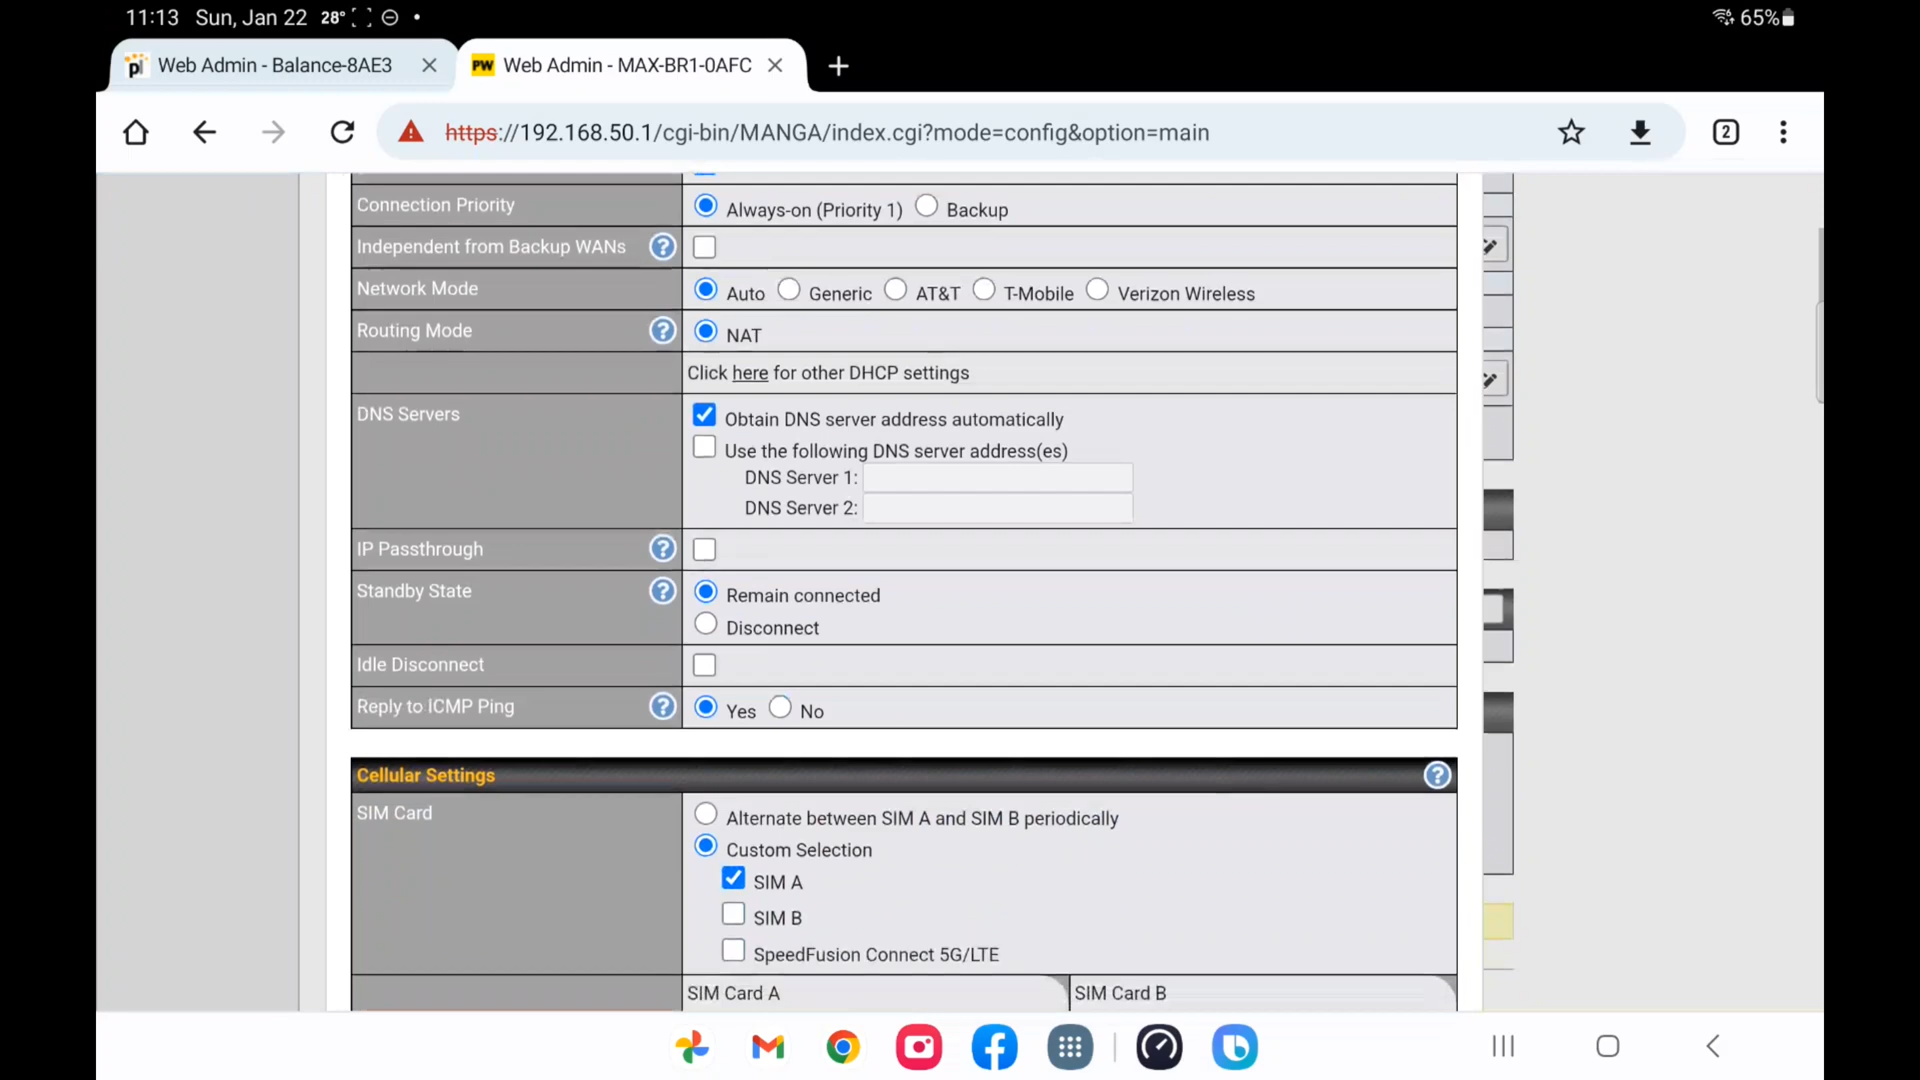 11:13 Sun, Jan 22 28°
65%
Web Admin - Balance-8AE3
PW Web Admin - MAX-BR1-0AFC
https://192.168.50.1/cgi-bin/MANGA/index.cgi?mode=config&option=main
2
Connection Priority
Always-on (Priority 1) Backup
Independent from Backup WANs ?
Network Mode
Auto Generic AT&T T-Mobile Verizon Wireless
Routing Mode ?
NAT
Click here for other DHCP settings
DNS Servers
Obtain DNS server address automatically
Use the following DNS server address(es)
DNS Server 1:
DNS Server 2:
IP Passthrough ?
Standby State ?
Remain connected
Disconnect
Idle Disconnect
Reply to ICMP Ping ?
Yes No
Cellular Settings ?
SIM Card
Alternate between SIM A and SIM B periodically
Custom Selection
SIM A
SIM B
SpeedFusion Connect 5G/LTE
SIM Card A SIM Card B